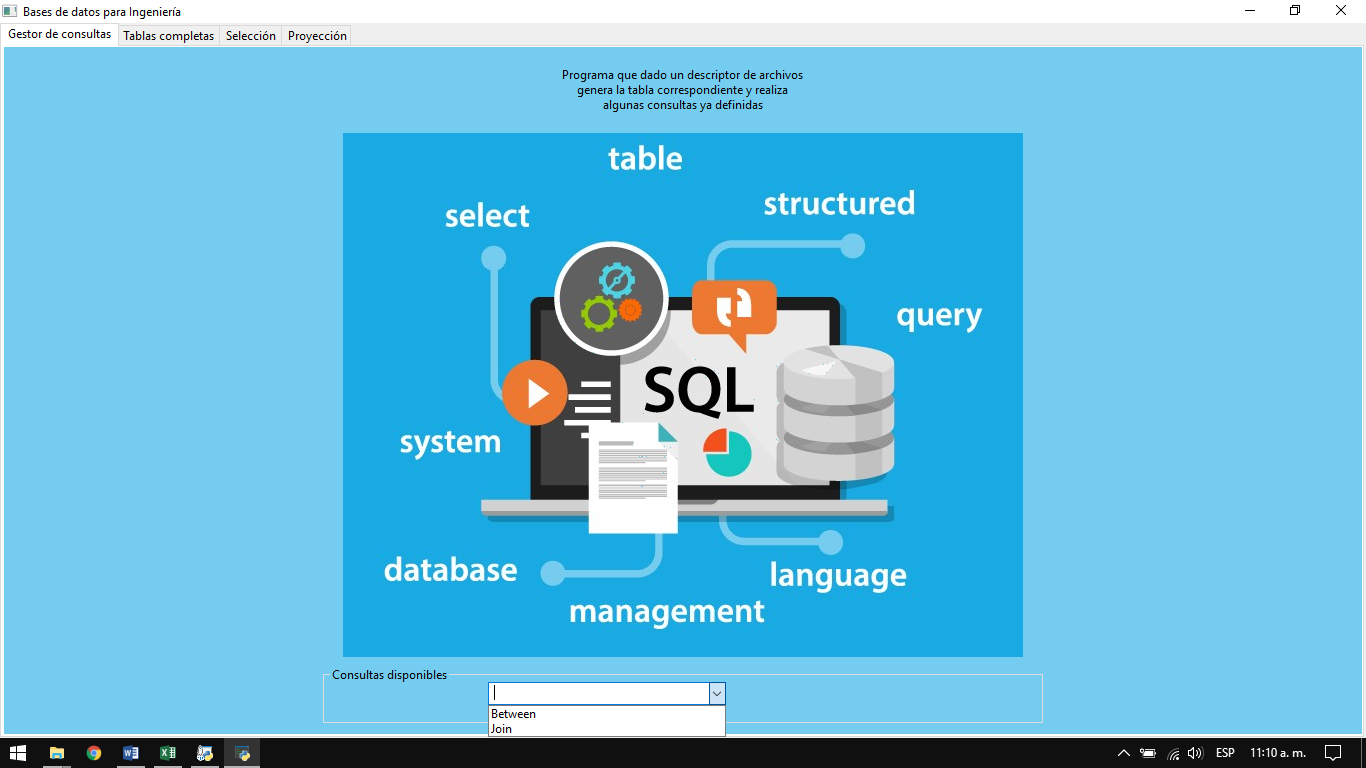 Bases de datos para Ingeniería
Gestor de consultas
Tablas completas
Selección
Proyección
Programa que dado un descriptor de archivos
genera la tabla correspondiente y realiza
algunas consultas ya definidas
table
select
structured
query
SQL
system
database
language
management
Consultas disponibles
Between
Join
ESP
11:10 a. m.